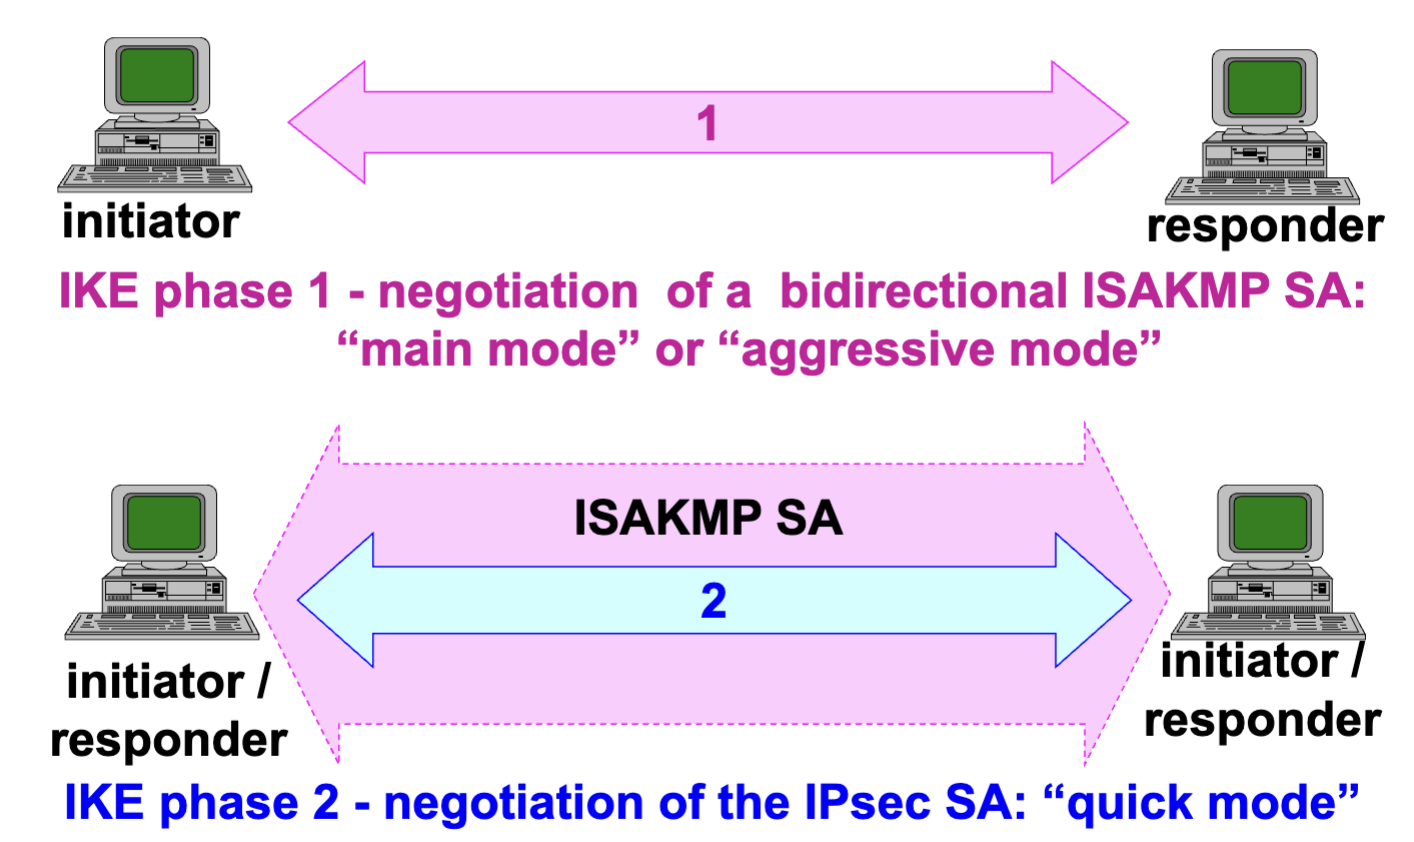 1
initiator
responder
IKE phase 1 - negotiation of a bidirectional ISAKMP SA:
“main mode” or “aggressive mode”
ISAKMP SA
2
initiator /
responder
initiator /
responder
IKE phase 2 - negotiation of the IPsec SA: “quick mode”